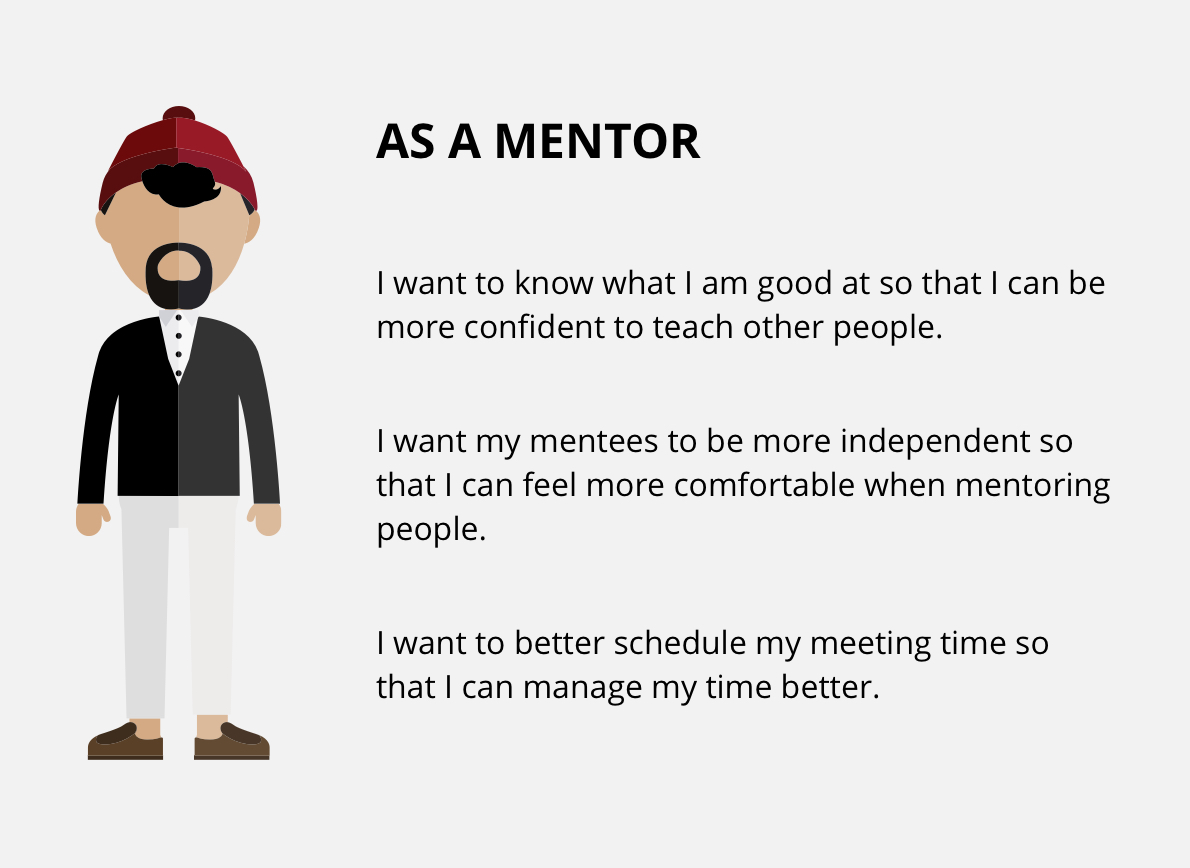 AS A MENTOR
I want to know what I am good at so that I can be
more confident to teach other people.
I want my mentees to be more independent so
that I can feel more comfortable when mentoring
people.
I want to better schedule my meeting time so
that I can manage my time better.